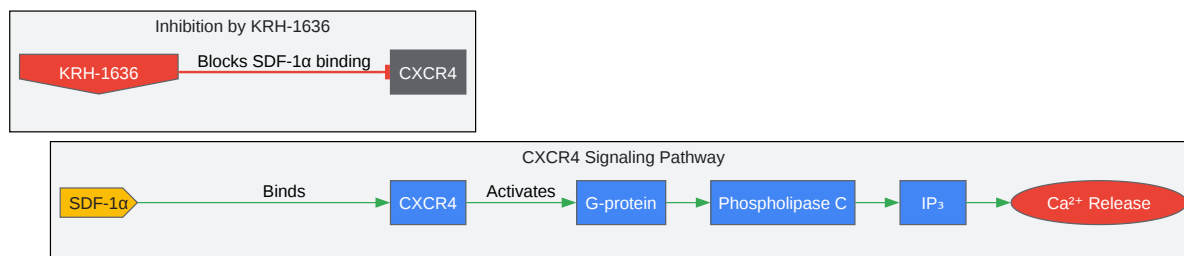 Inhibition by KRH-1636
KRH-1636
Blocks SDF-1α binding
CXCR4
CXCR4 Signaling Pathway
SDF-1α
Binds
CXCR4
Activates
G-protein
Phospholipase C
IP₃
Ca²⁺ Release